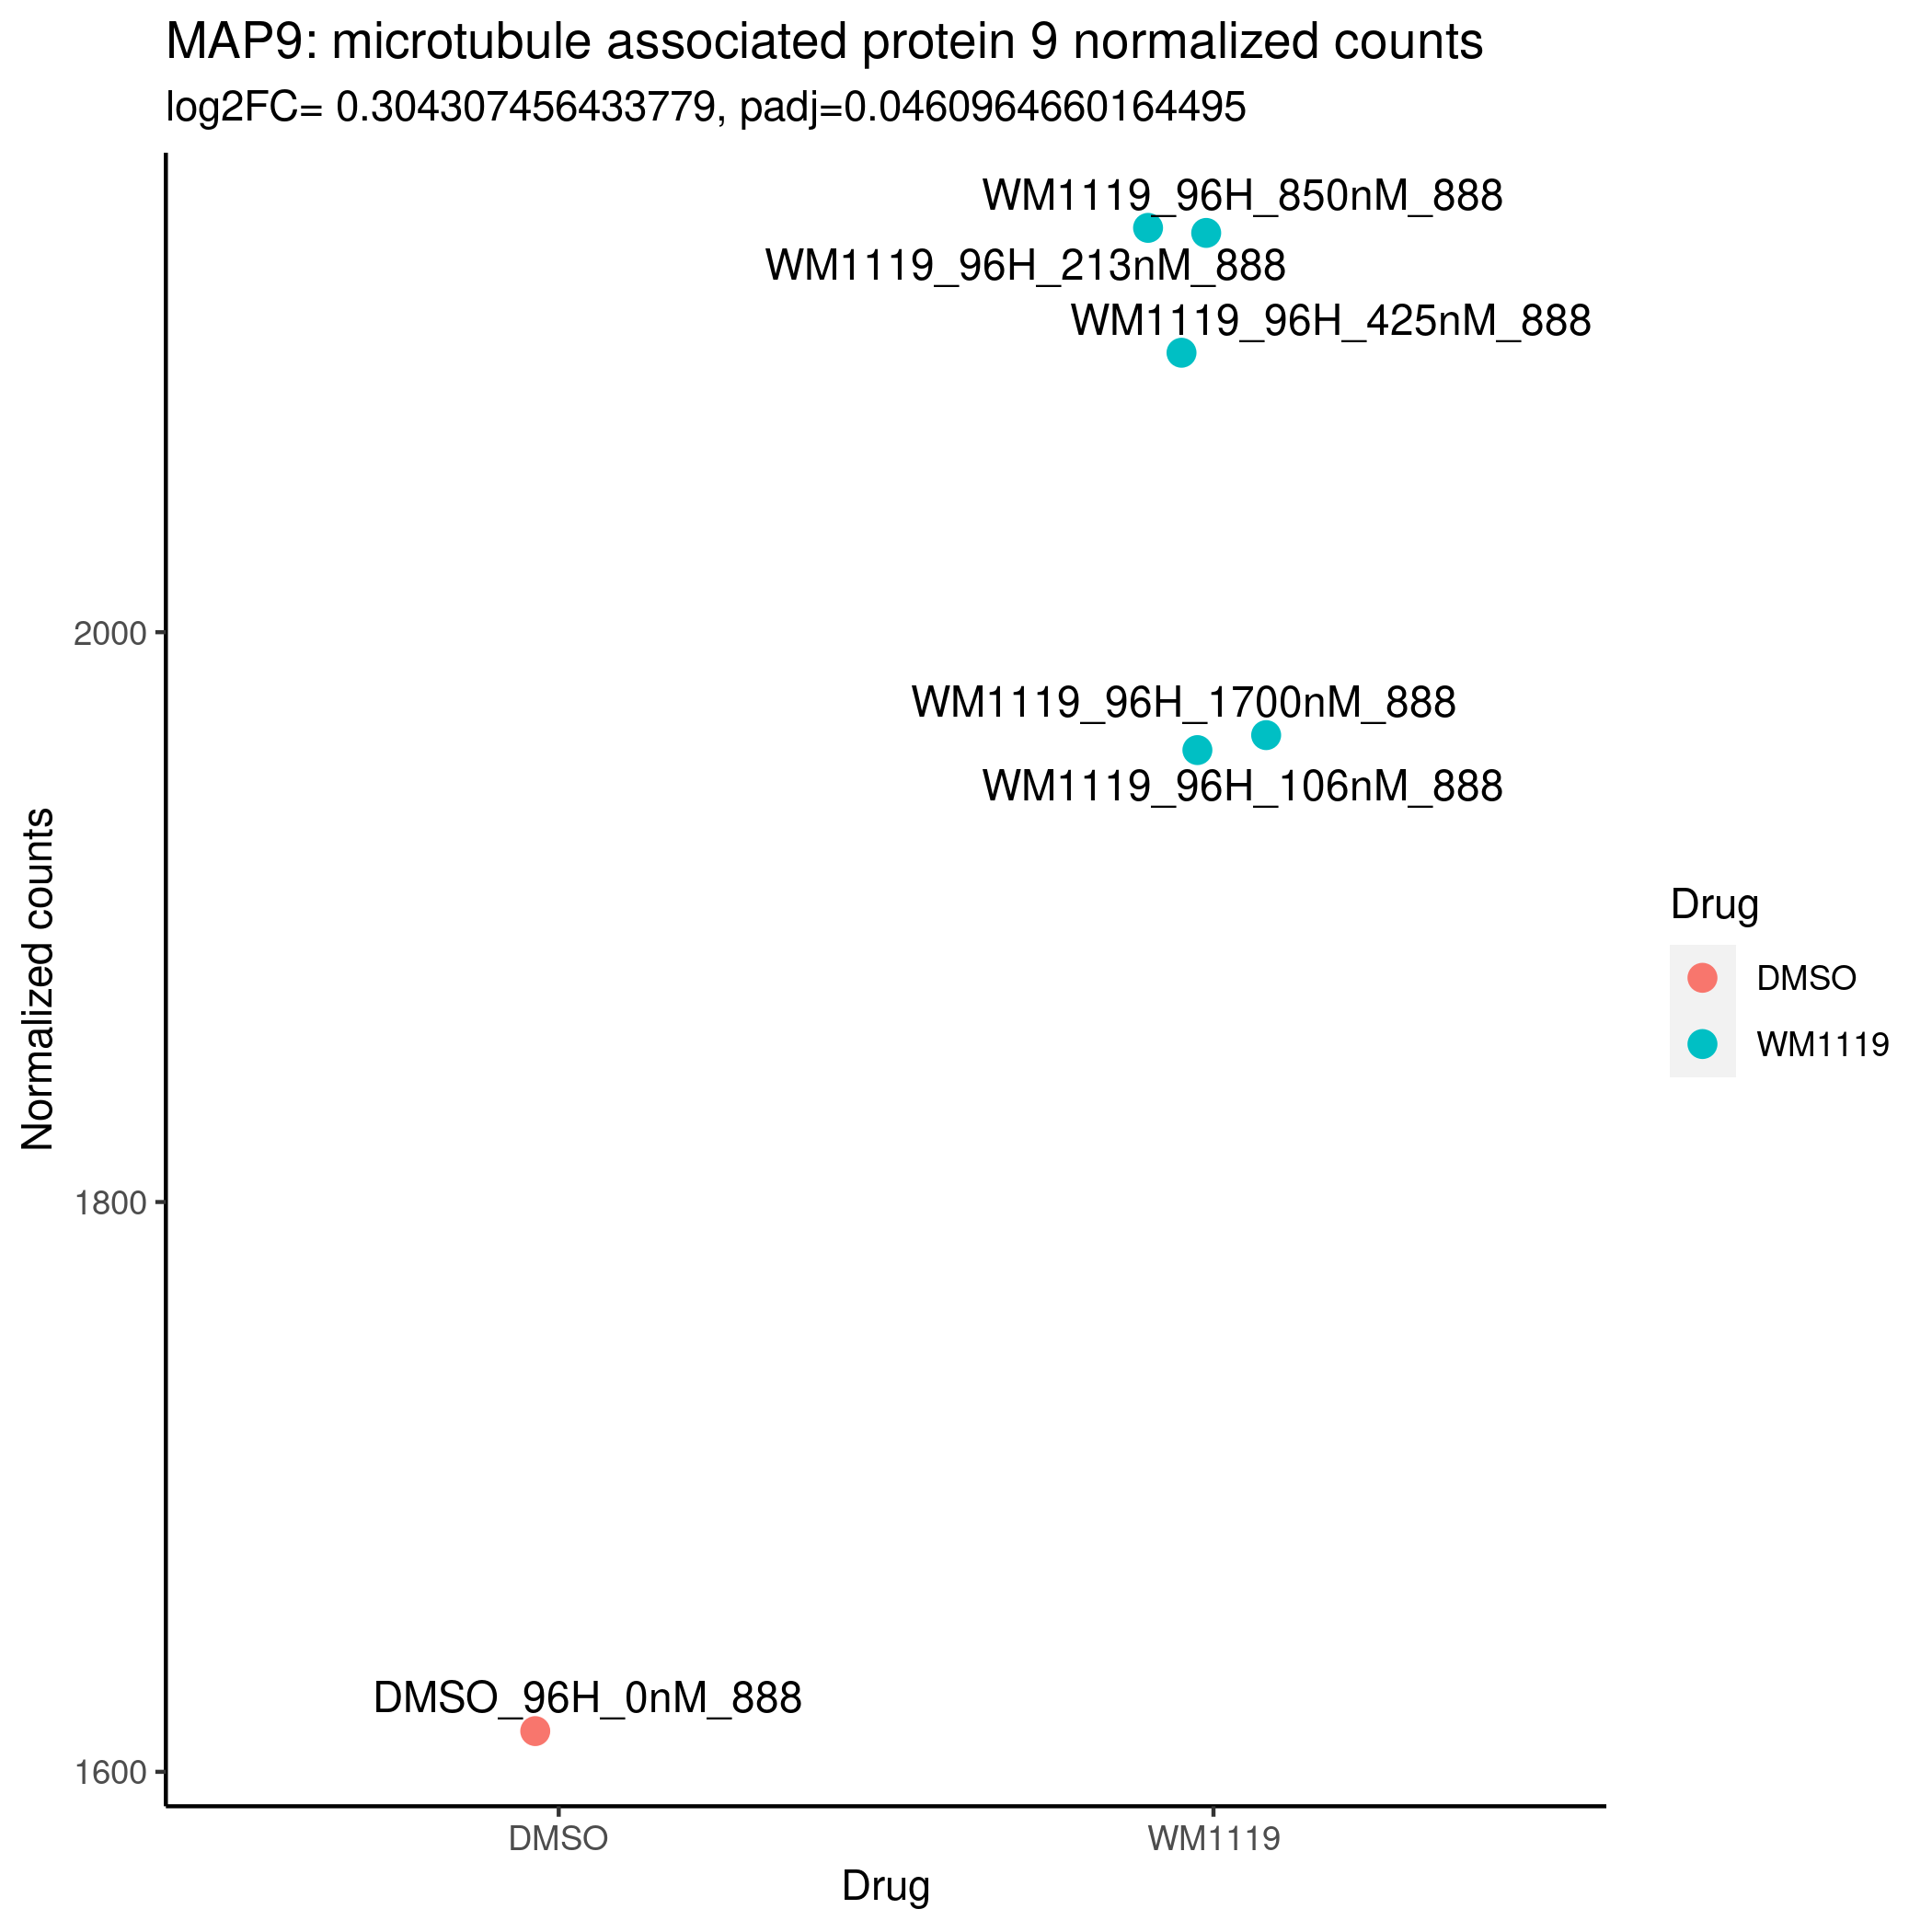 MAP9: microtubule associated protein 9 normalized counts
log2FC= 0.304307456433779, padj=0.0460964660164495
WM1119_96H_850nM_888
WM1119_96H_213nM_888
WM1119_96H_425nM_888
2000
WM1119_96H_1700nM_888
WM1119_96H_106nM_888
Normalized counts
Drug
DMSO
WM1119
1800
DMSO_96H_0nM_888
1600
DMSO
WM1119
Drug